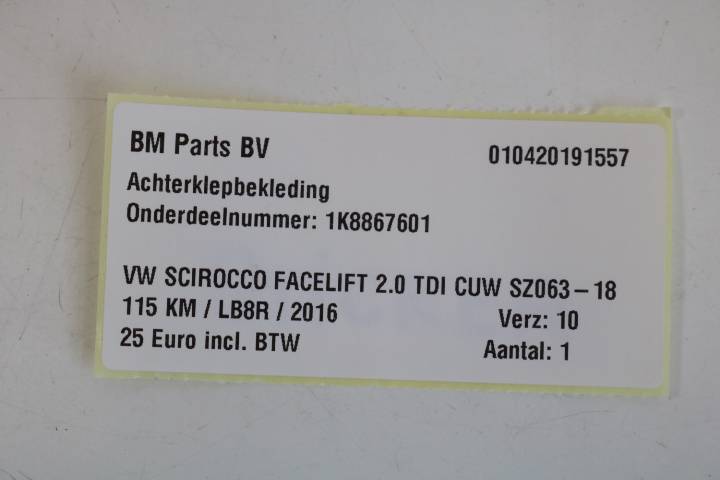 BM Parts BV 010420191557
Achterklepbekleding
Onderdeelnummer: 1K8867601
VW SCIROCCO FACELIFT 2.0 TDI CUW SZ063-18
115 KM / LB8R / 2016 Verz: 10
25 Euro incl. BTW Aantal: 1